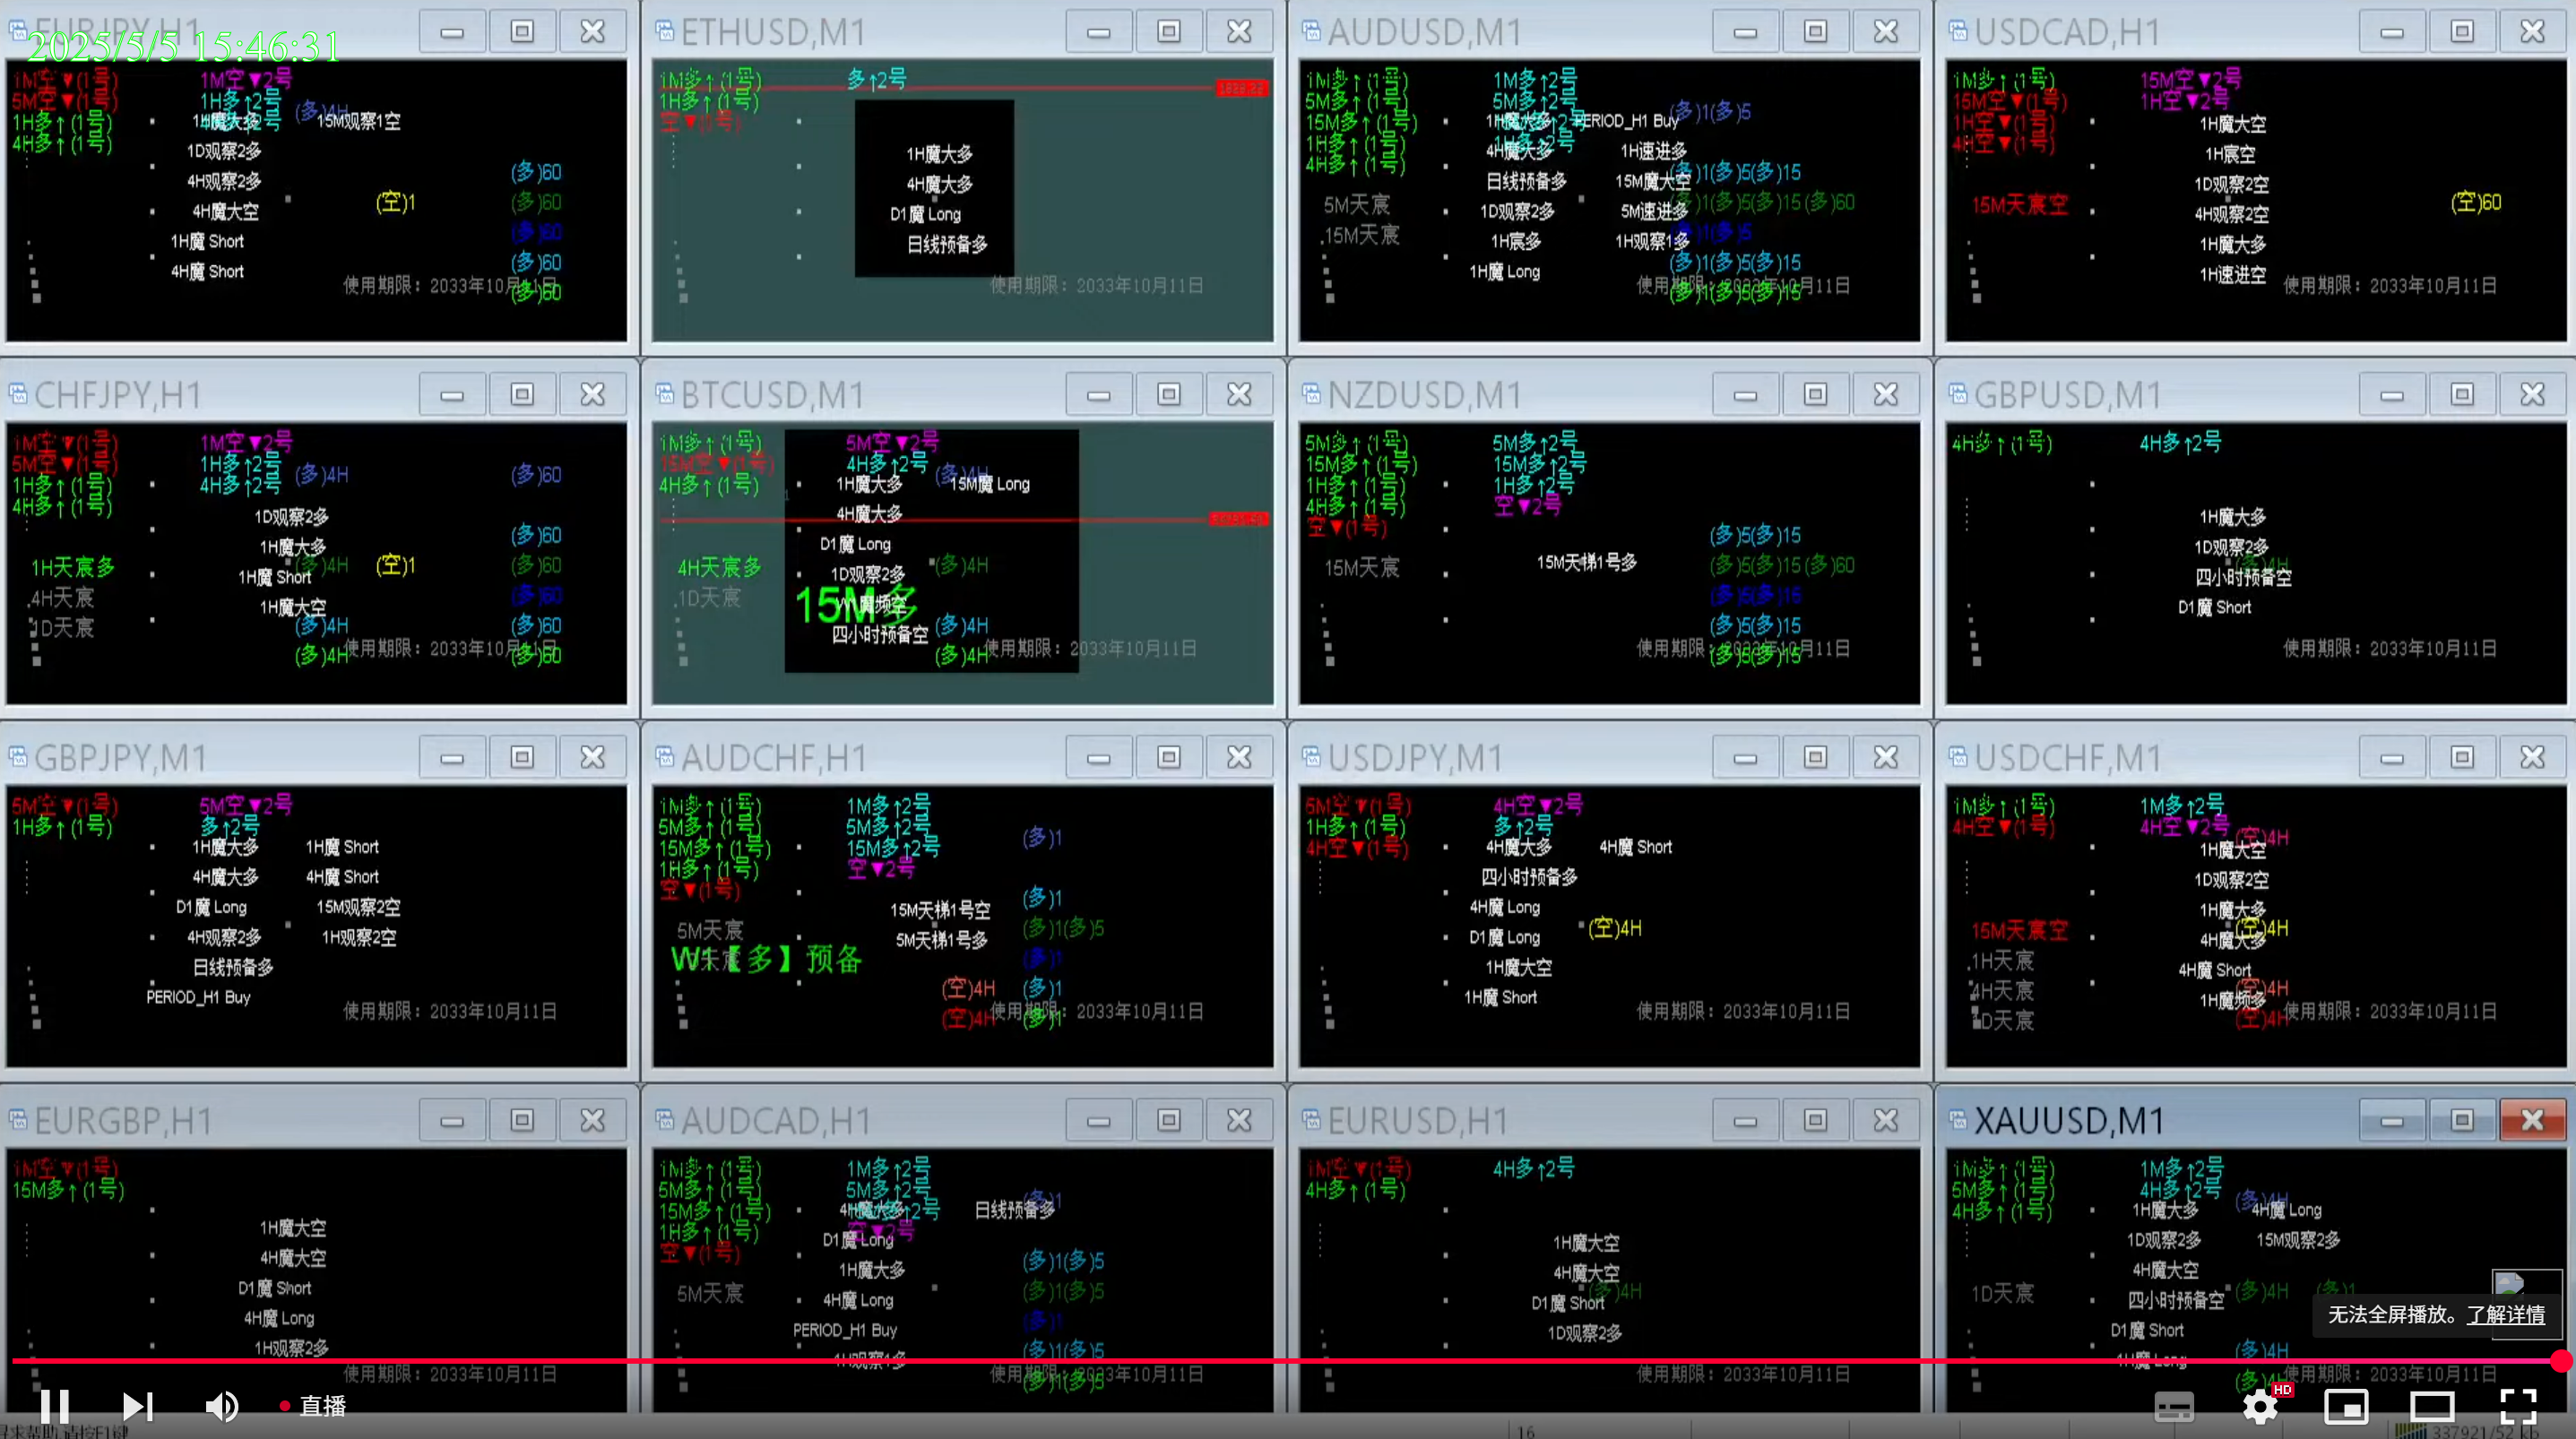 EURJPY,H1
2025/5/5 15:46:31
1M空▼(1号)
1M空▼2号
5M空▼(1号)
1H多↑2号
(多)4H
1H多↑(1号)
1H魔大多
15M观察1空
4H多↑(1号)
1D观察2多
(多)60
4H观察2多
(空)1
(多)60
4H魔大空
(多)60
1H魔 Short
(多)60
4H魔 Short
使用期限：2033年10月11日
(多)60
ETHUSD,M1
1M多↑(1号)
多↑2号
1H多↑(1号)
空▼(1号)
1H魔大多
4H魔大多
D1魔 Long
日线预备多
使用期限：2033年10月11日
AUDUSD,M1
1M多↑(1号)
1M多↑2号
5M多↑(1号)
5M多↑2号
(多)1(多)5
15M多↑(1号)
1H魔大多
PERIOD_H1 Buy
1H多↑(1号)
1H多↑2号
4H魔大多
1H速进多
4H多↑(1号)
(多)1(多)5(多)15
日线预备多
15M魔大空
5M天宸
1D观察2多
5M速进多
(多)1(多)5(多)15(多)60
15M天宸
1H宸多
1H观察1多
(多)1(多)5
1H魔 Long
(多)1(多)5(多)15
使用期限：2033年10月11日
(多)1(多)5(多)15
USDCAD,H1
1M多↑(1号)
15M空▼2号
15M空▼(1号)
1H空▼2号
1H空▼(1号)
1H魔大空
4H空▼(1号)
1H宸空
1D观察2空
15M天宸空
4H观察2空
(空)60
1H魔大多
1H速进空
使用期限：2033年10月11日
CHFJPY,H1
1M空▼(1号)
1M空▼2号
5M空▼(1号)
1H多↑2号
1H多↑(1号)
4H多↑2号
(多)4H
(多)60
4H多↑(1号)
1D观察2多
(多)60
1H魔大多
1H天宸多
(多)4H
(空)1
(多)60
1H魔 Short
4H天宸
1H魔大空
(多)60
1D天宸
(多)4H
(多)60
使用期限：2033年10月11日
(多)4H
(多)60
BTCUSD,M1
1M多↑(1号)
5M空▼2号
15M空▼(1号)
4H多↑2号
(多)4H
4H多↑(1号)
1H魔大多
15M魔 Long
4H魔大多
D1魔 Long
4H天宸多
1D观察2多
(多)4H
1D天宸
15M多
四小时预备空
(多)4H
使用期限：2033年10月11日
(多)4H
NZDUSD,M1
5M多↑(1号)
5M多↑2号
15M多↑(1号)
15M多↑2号
1H多↑(1号)
1H多↑2号
4H多↑(1号)
空▼2号
空▼(1号)
(多)5(多)15
15M天宸
15M天梯1号多
(多)5(多)15(多)60
(多)5(多)15
(多)5(多)15
使用期限：2033年10月11日
(多)5(多)15
GBPUSD,M1
4H多↑(1号)
4H多↑2号
1H魔大多
1D观察2多
(多)4H
四小时预备空
D1魔 Short
使用期限：2033年10月11日
GBPJPY,M1
5M空▼(1号)
5M空▼2号
1H多↑(1号)
多↑2号
1H魔大多
1H魔 Short
4H魔大多
4H魔 Short
D1魔 Long
15M观察2空
4H观察2多
1H观察2空
日线预备多
PERIOD_H1 Buy
使用期限：2033年10月11日
AUDCHF,H1
1M多↑(1号)
1M多↑2号
5M多↑(1号)
5M多↑2号
(多)1
15M多↑(1号)
15M多↑2号
1H多↑(1号)
空▼2号
空▼(1号)
(多)1
15M天梯1号空
5M天宸
(多)1(多)5
5M天梯1号多
W1【多】预备
(多)1
(空)4H
(多)1
(空)4H
使用期限：2033年10月11日
(多)1
USDJPY,M1
5M空▼(1号)
4H空▼2号
1H多↑(1号)
多↑2号
4H空▼(1号)
4H魔大多
4H魔 Short
四小时预备多
4H魔 Long
(空)4H
D1魔 Long
1H魔大空
1H魔 Short
使用期限：2033年10月11日
USDCHF,M1
1M多↑(1号)
1M多↑2号
4H空▼(1号)
4H空▼2号
(空)4H
1H魔大空
1D观察2空
1H魔大多
15M天宸空
(空)4H
4H魔大多
1H天宸
4H魔 Short
4H天宸
(空)4H
1H魔频多
1D天宸
(空)4H
使用期限：2033年10月11日
EURGBP,H1
1M空▼(1号)
15M多↑(1号)
1H魔大空
4H魔大空
D1魔 Short
4H魔 Long
1H观察2多
使用期限：2033年10月11日
AUDCAD,H1
1M多↑(1号)
1M多↑2号
5M多↑(1号)
5M多↑2号
(多)1
15M多↑(1号)
4H魔大多
日线预备多
1H多↑(1号)
空▼2号
D1魔 Long
空▼(1号)
1H魔大多
(多)1(多)5
5M天宸
4H魔 Long
(多)1(多)5
PERIOD_H1 Buy
(多)1
1H观察1多
(多)1(多)5
使用期限：2033年10月11日
(多)1(多)5
EURUSD,H1
1M空▼(1号)
4H多↑2号
4H多↑(1号)
1H魔大空
4H魔大空
(多)4H
D1魔 Short
1D观察2多
使用期限：2033年10月11日
XAUUSD,M1
1M多↑(1号)
1M多↑2号
5M多↑(1号)
4H多↑2号
(多)4H
4H多↑(1号)
1H魔大多
4H魔 Long
1D观察2多
15M观察2多
4H魔大空
1D天宸
四小时预备空
(多)4H
(多)1
D1魔 Short
无法全屏播放。了解详情
(多)4H
1H魔 Long
使用期限：2033年10月11日
直播
HD
16
337921/52 kb